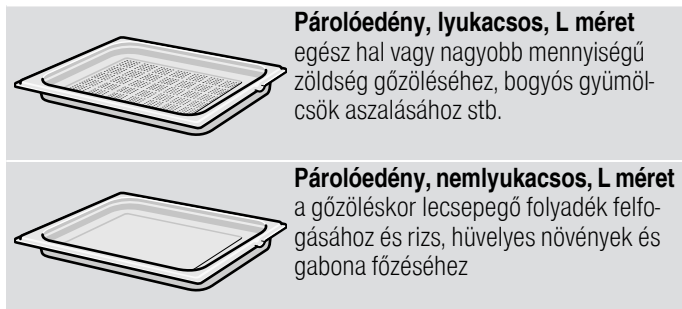 Párolóedény, lyukacsos, L méret
egész hal vagy nagyobb mennyiségű
zöldség gőzöléséhez, bogyós gyümöl-
csök aszalásához stb.
Párolóedény, nemlyukacsos, L méret
a gőzöléskor lecsepegő folyadék felfo-
gásához és rizs, hüvelyes növények és
gabona főzéséhez